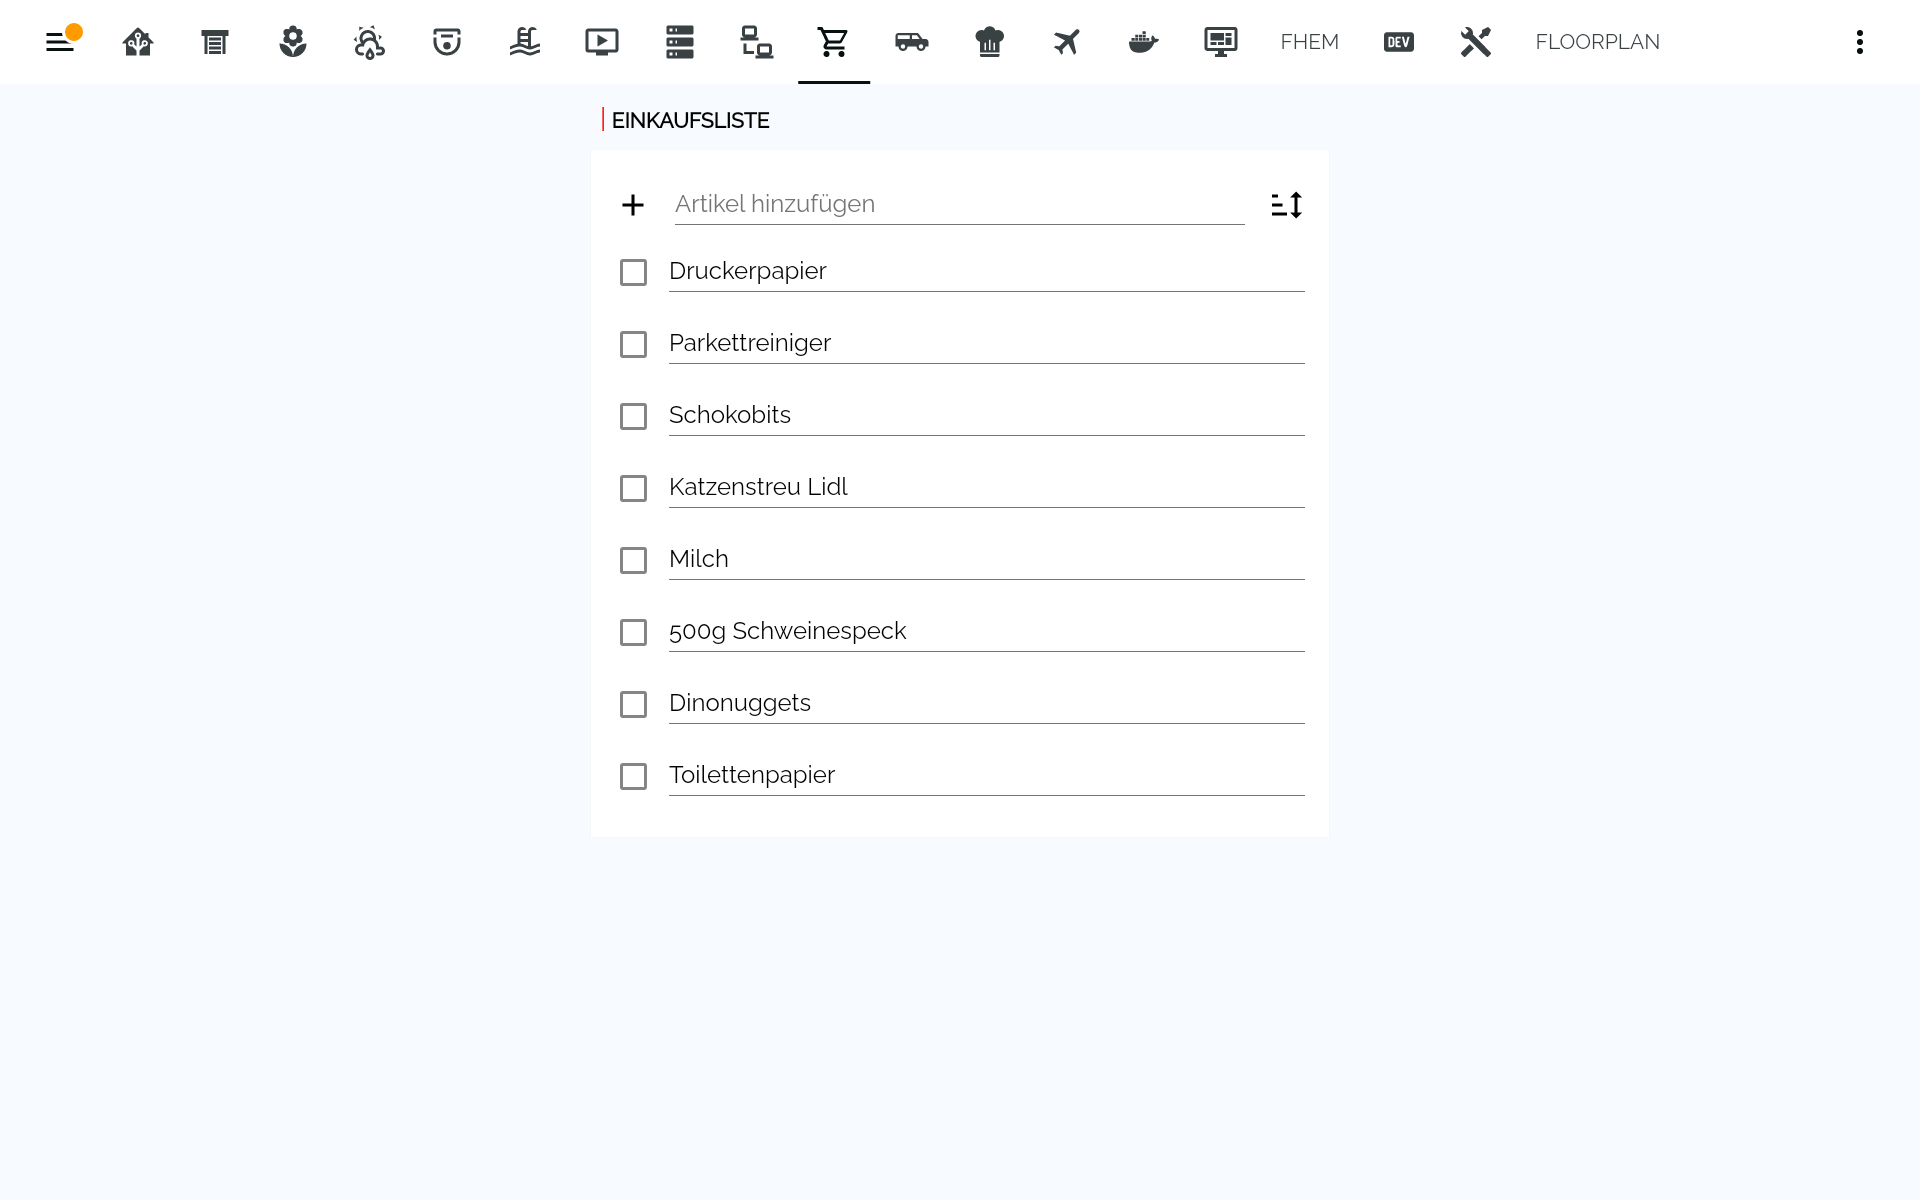 FHEM
DEV
FLOORPLAN
EINKAUFSLISTE
Artikel hinzufügen
Druckerpapier
Parkettreiniger
Schokobits
Katzenstreu Lidl
Milch
500g Schweinespeck
Dinonuggets
Toilettenpapier